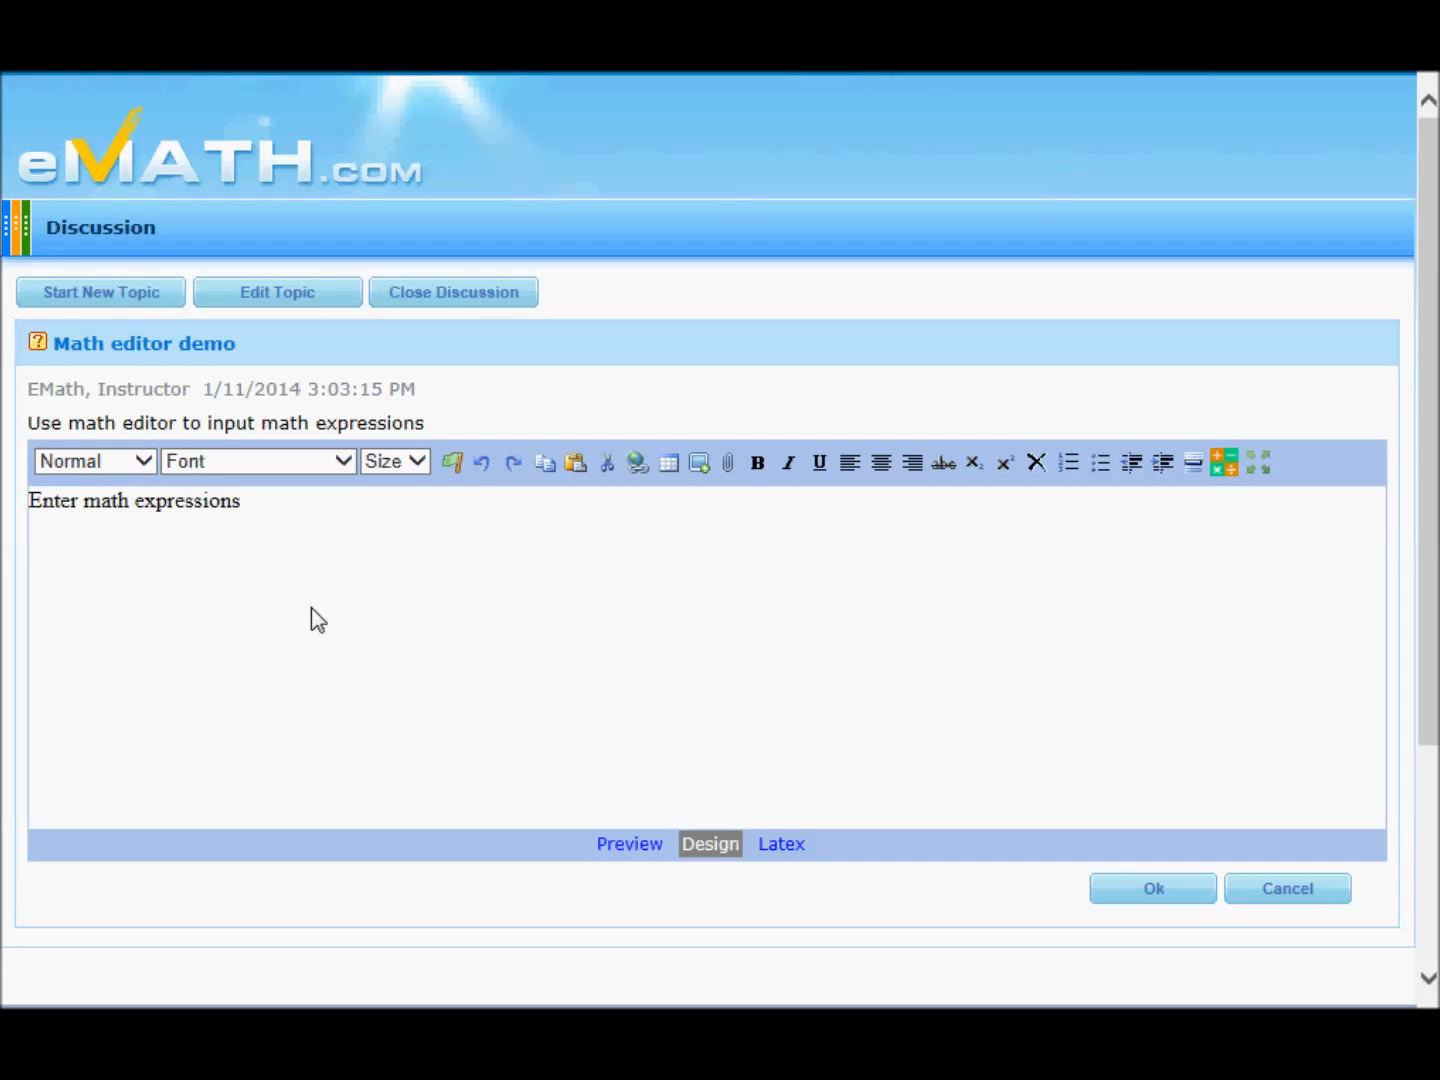 eMATH.COM
Discussion
Start New Topic Edit Topic Close Discussion
? Math editor demo
EMath, Instructor 1/11/2014 3:03:15 PM
Use math editor to input math expressions
Normal Font Size B I U abc X₂ X²
Enter math expressions
Preview Design Latex
Ok Cancel